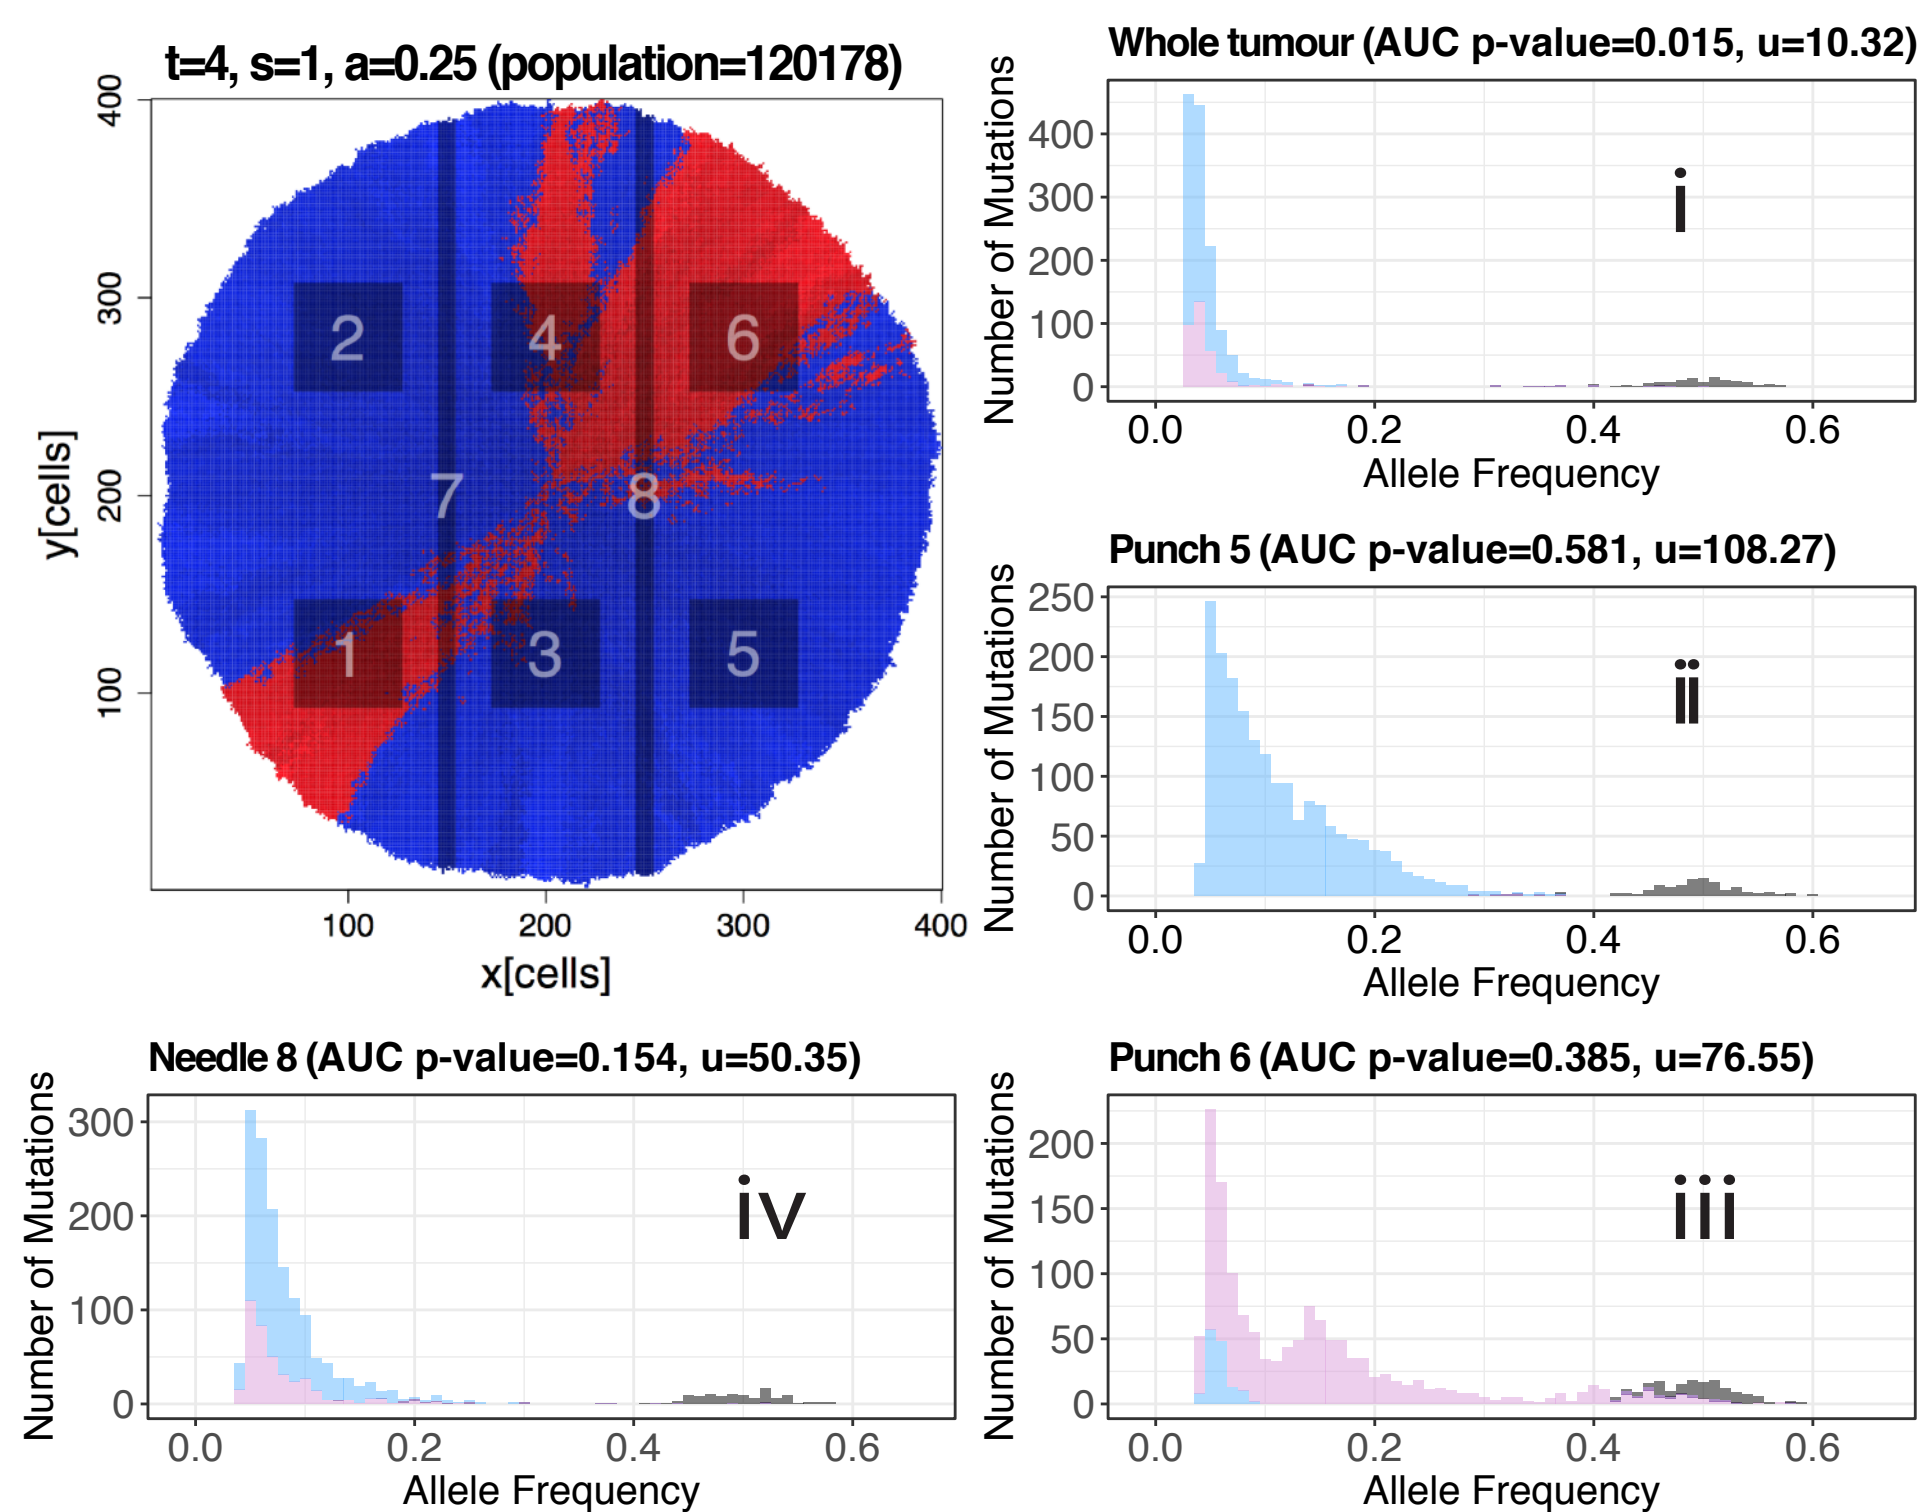 t=4, s=1, a=0.25 (population=120178)
400
300
200
100
y[cells]
2
4
6
7
8
1
3
5
100
200
300
400
x[cells]
Whole tumour (AUC p-value=0.015, u=10.32)
Number of Mutations
400
300
200
100
0
i
0.0
0.2
0.4
0.6
Allele Frequency
Punch 5 (AUC p-value=0.581, u=108.27)
Number of Mutations
250
200
150
100
50
0
ii
0.0
0.2
0.4
0.6
Allele Frequency
Needle 8 (AUC p-value=0.154, u=50.35)
Number of Mutations
300
200
100
0
iv
0.0
0.2
0.4
0.6
Allele Frequency
Punch 6 (AUC p-value=0.385, u=76.55)
Number of Mutations
200
150
100
50
0
iii
0.0
0.2
0.4
0.6
Allele Frequency